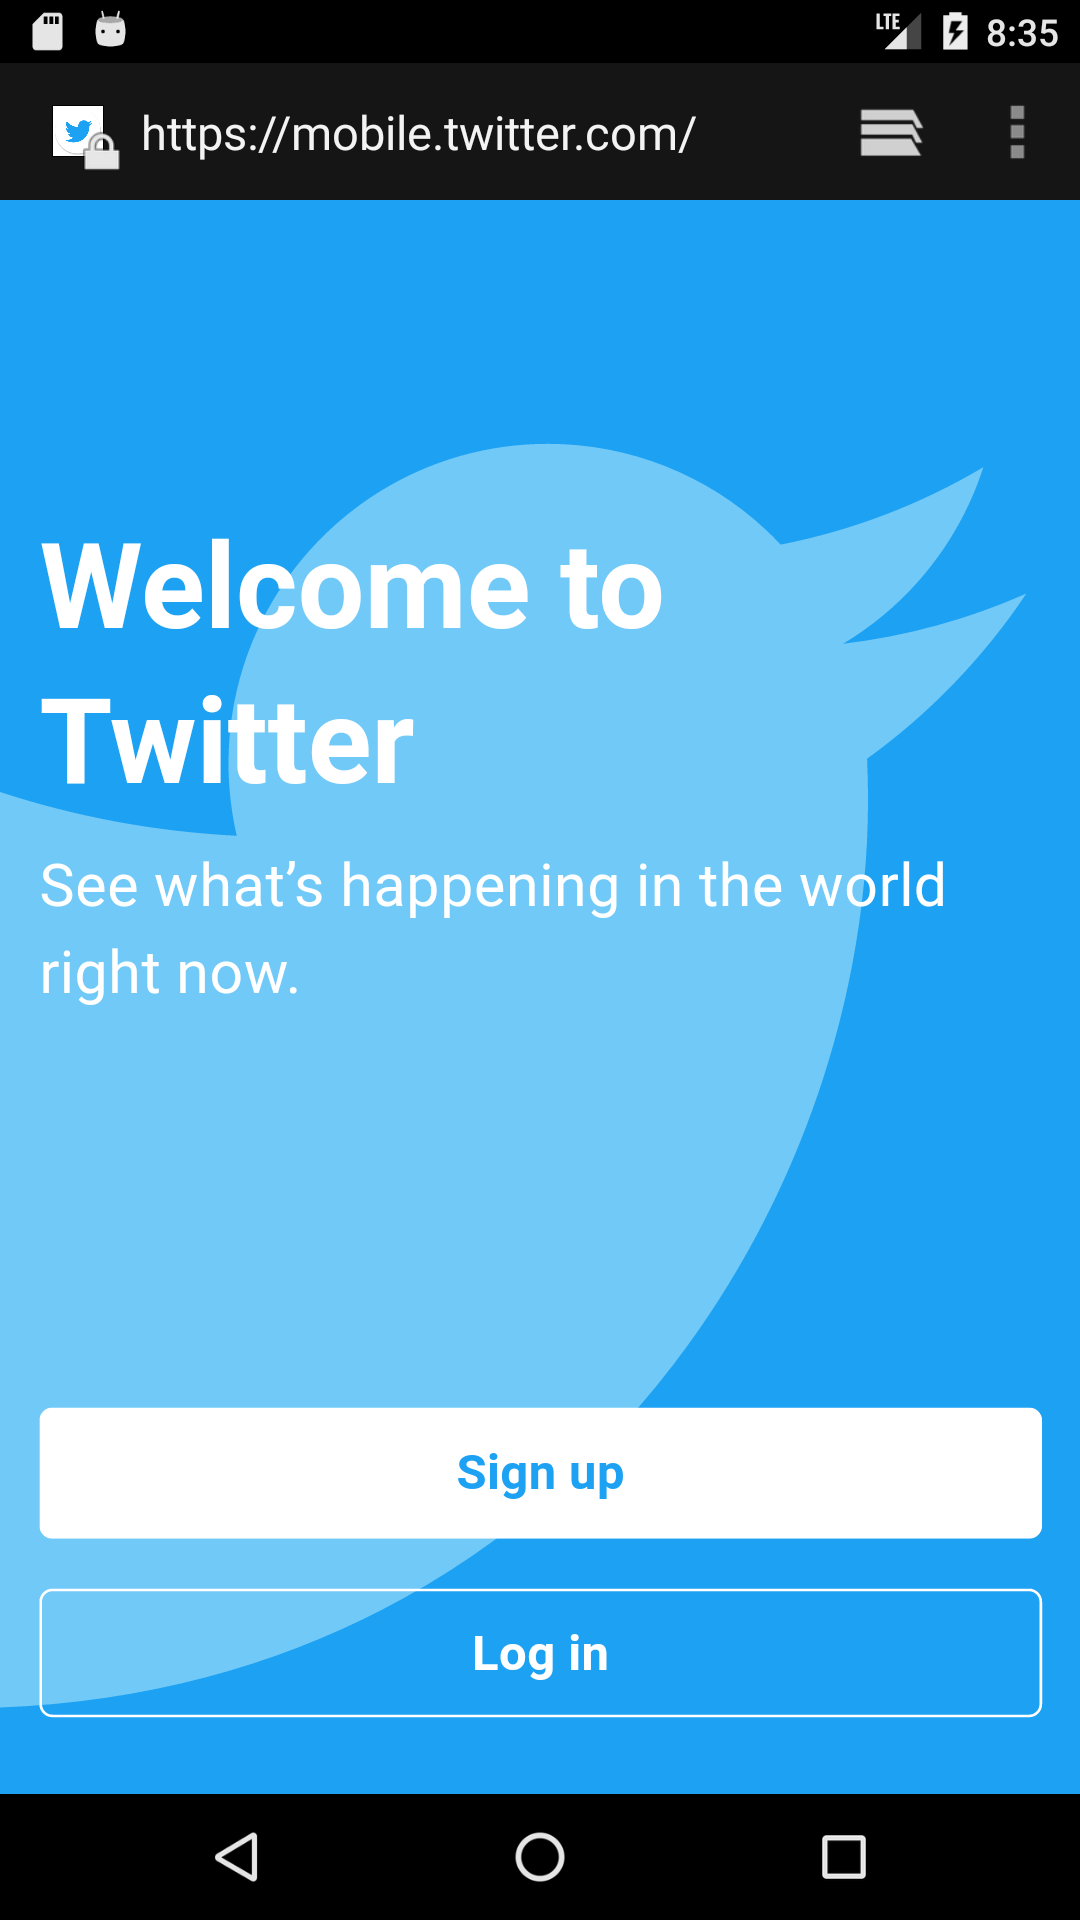 LTE 8:35
https://mobile.twitter.com/
Welcome to
Twitter
See what’s happening in the world
right now.
Sign up
Log in